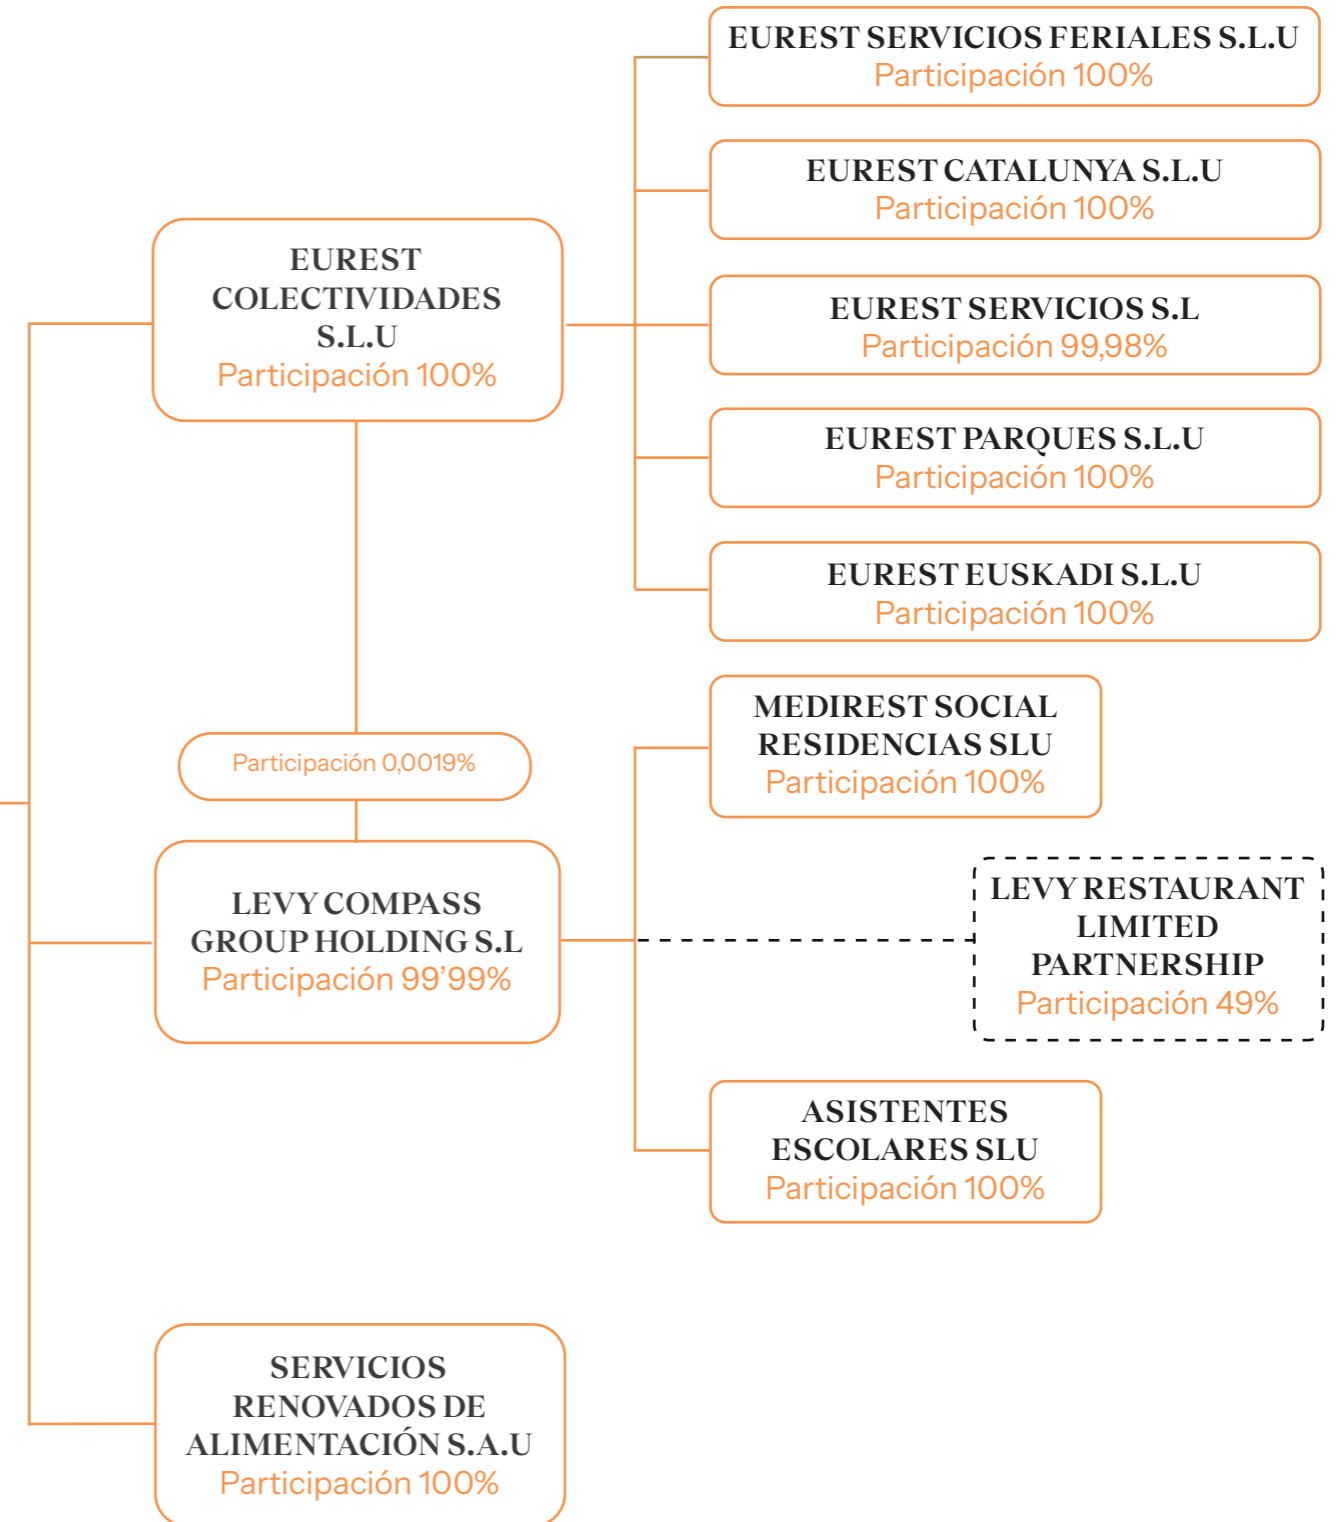 EUREST SERVICIOS FERIALES S.L.U
Participación 100%
EUREST CATALUNYA S.L.U
Participación 100%
EUREST
COLECTIVIDADES
S.L.U
Participación 100%
EUREST SERVICIOS S.L
Participación 99,98%
EUREST PARQUES S.L.U
Participación 100%
EUREST EUSKADI S.L.U
Participación 100%
MEDIREST SOCIAL
RESIDENCIAS SLU
Participación 100%
Participación 0,0019%
LEVY COMPASS
GROUP HOLDING S.L
Participación 99’99%
LEVY RESTAURANT
LIMITED
PARTNERSHIP
Participación 49%
ASISTENTES
ESCOLARES SLU
Participación 100%
SERVICIOS
RENOVADOS DE
ALIMENTACIÓN S.A.U
Participación 100%